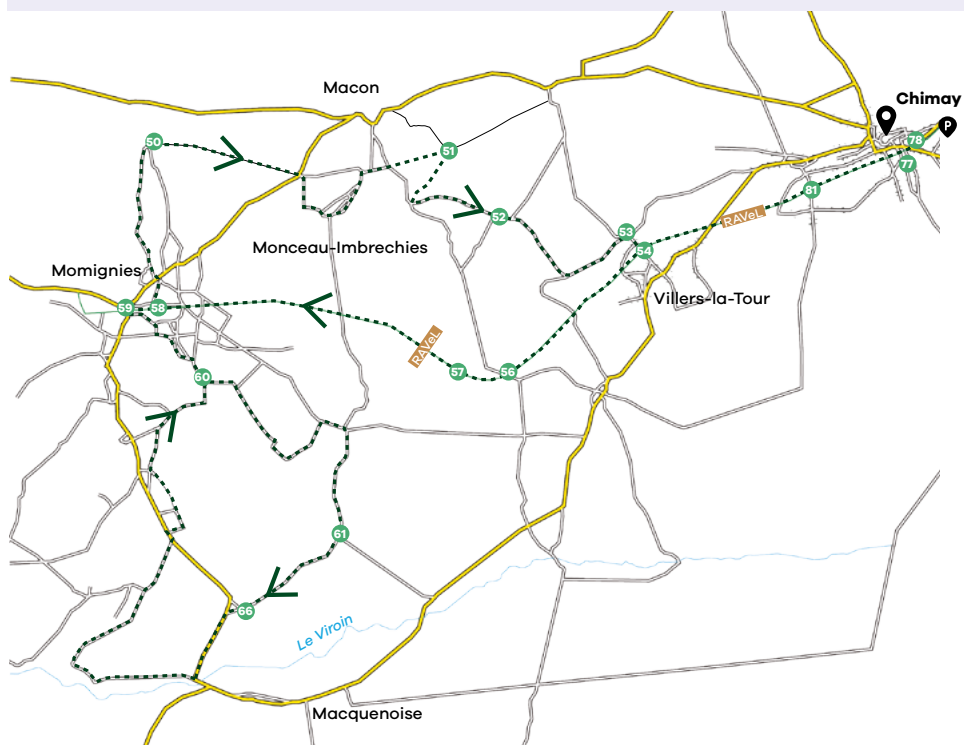 Macon
Chimay
P
50
51
78
77
81
52
RAVeL
53
54
Monceau-Imbrechies
Momignies
Villers-la-Tour
59
58
RAVeL
57
56
60
61
66
Le Viroin
Macquenoise